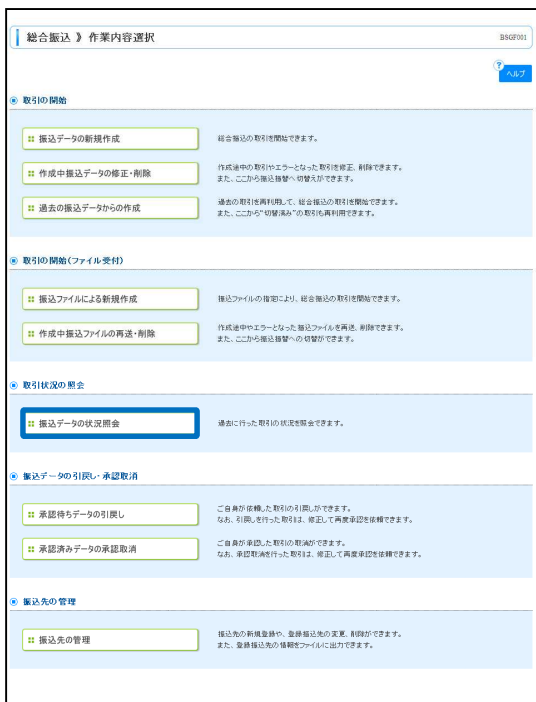 総合振込 》 作業内容選択
BSGF001
?
ヘルプ
取引の開始
振込データの新規作成
総合振込の取引を開始できます。
作成中振込データの修正・削除
作成途中の取引やエラーとなった取引を修正、削除できます。
また、ここから振込振替へ切替えができます。
過去の振込データからの作成
過去の取引を再利用して、総合振込の取引を開始できます。
また、ここから“切替済み”の取引も再利用できます。
取引の開始(ファイル受付)
振込ファイルによる新規作成
振込ファイルの指定により、総合振込の取引を開始できます。
作成中振込ファイルの再送・削除
作成途中やエラーとなった振込ファイルを再送、削除できます。
また、ここから振込振替への切替ができます。
取引状況の照会
振込データの状況照会
過去に行った取引の状況を照会できます。
振込データの引戻し・承認取消
承認待ちデータの引戻し
ご自身が依頼した取引の引戻しができます。
なお、引戻しを行った取引は、修正して再度承認を依頼できます。
承認済みデータの承認取消
ご自身が承認した取引の取消ができます。
なお、承認取消を行った取引は、修正して再度承認を依頼できます。
振込先の管理
振込先の管理
振込先の新規登録や、登録振込先の変更、削除ができます。
また、登録振込先の情報をファイルに出力できます。